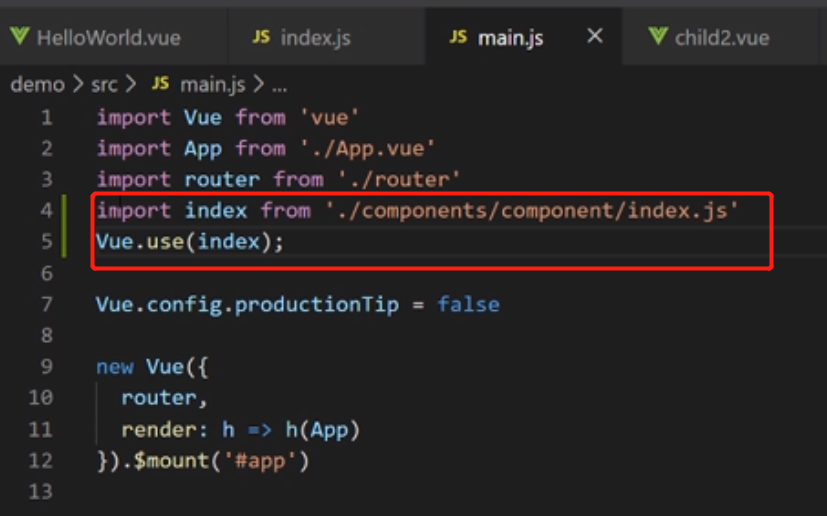 HelloWorld.vue JS index.js JS main.js × child2.vue
demo > src > JS main.js > ...
1 import Vue from 'vue'
2 import App from './App.vue'
3 import router from './router'
4 import index from './components/component/index.js'
5 Vue.use(index);
6
7 Vue.config.productionTip = false
8
9 new Vue({
10 router,
11 render: h => h(App)
12 }).$mount('#app')
13